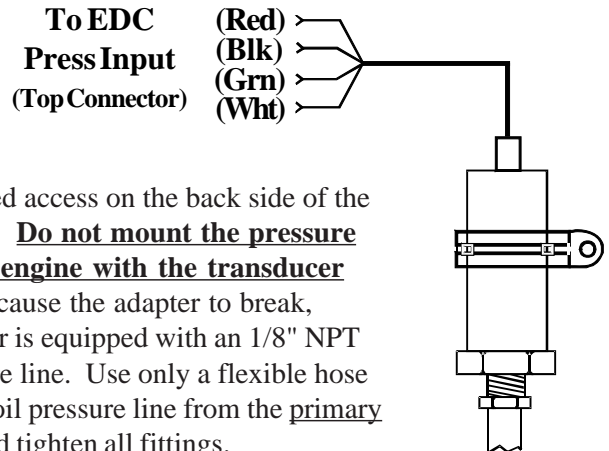 To EDC (Red)
Press Input (Blk)
(Top Connector) (Grn)
(Wht)
ed access on the back side of the
Do not mount the pressure
engine with the transducer
cause the adapter to break,
r is equipped with an 1/8" NPT
e line. Use only a flexible hose
oil pressure line from the primary
d tighten all fittings.